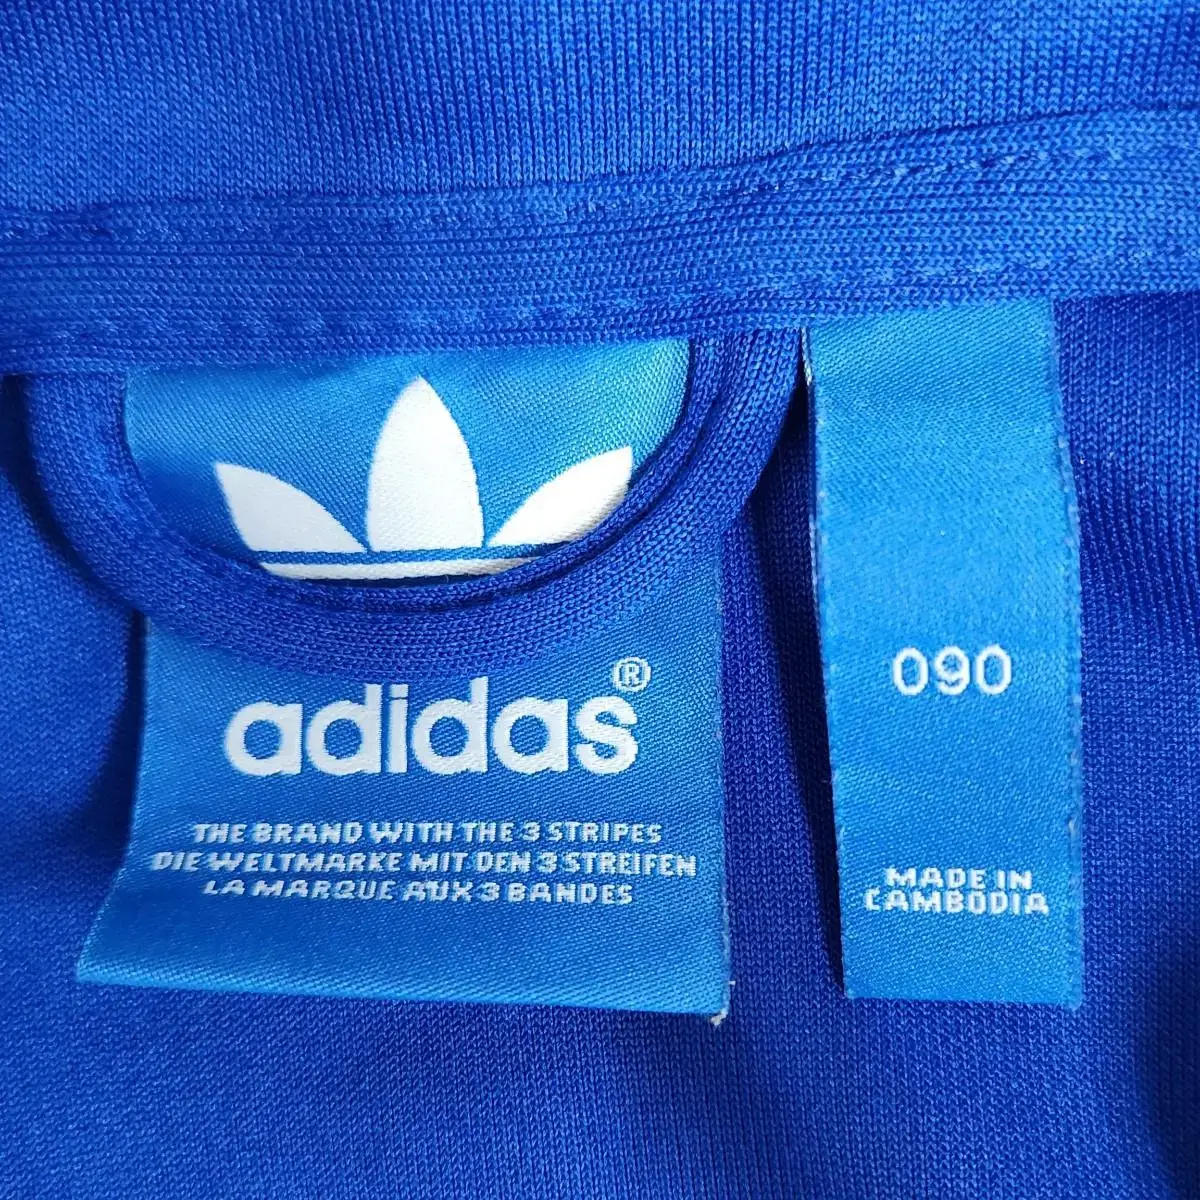 adidas®
THE BRAND WITH THE 3 STRIPES
DIE WELTMARKE MIT DEN 3 STREIFEN
LA MARQUE AUX 3 BANDES
090
MADE IN
CAMBODIA